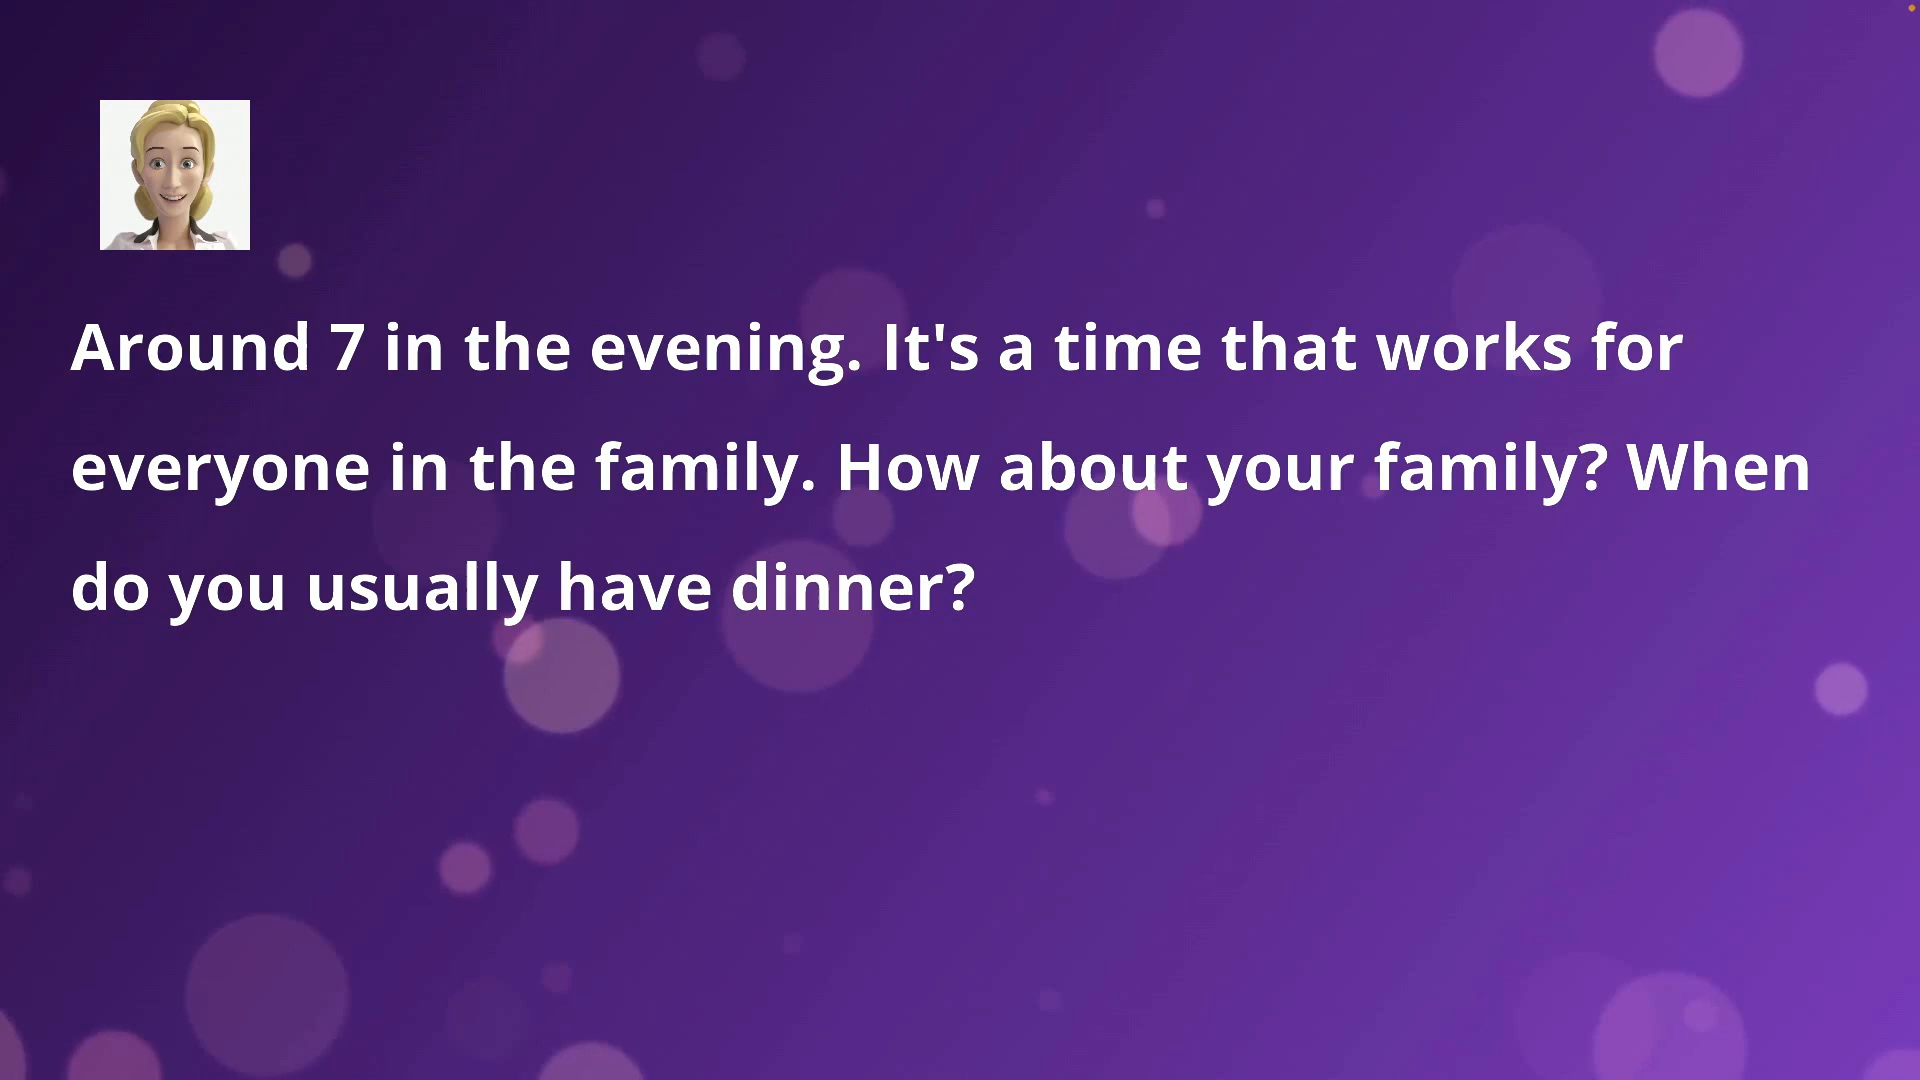 Around 7 in the evening. It's a time that works for
everyone in the family. How about your family? When
do you usually have dinner?